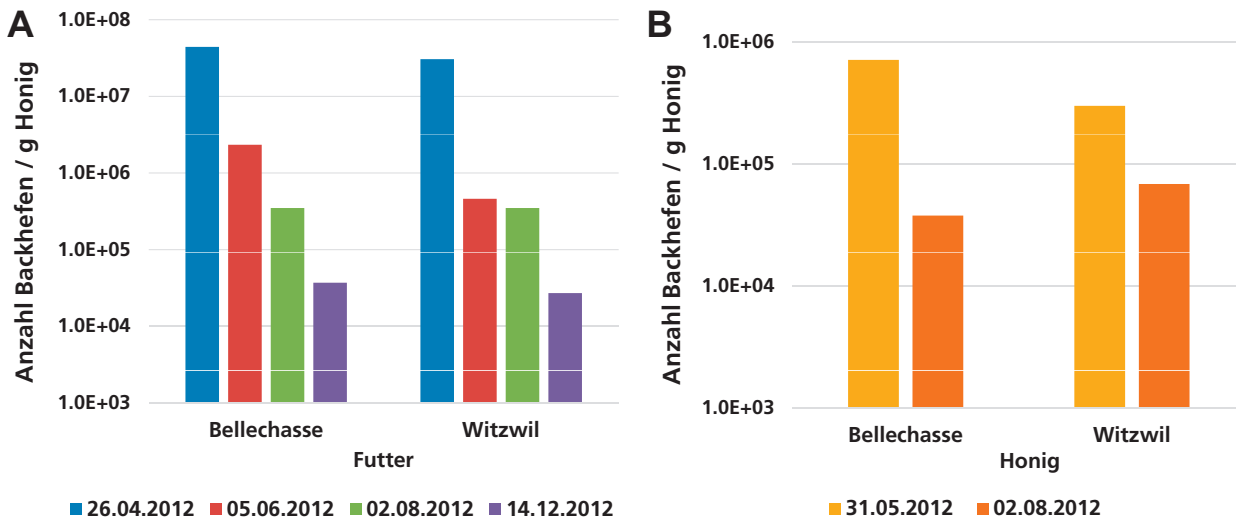 A
Anzahl Backhefen / g Honig
1.0E+08
1.0E+07
1.0E+06
1.0E+05
1.0E+04
1.0E+03
Bellechasse Witzwil
Futter
26.04.2012 05.06.2012 02.08.2012 14.12.2012
B
Anzahl Backhefen / g Honig
1.0E+06
1.0E+05
1.0E+04
1.0E+03
Bellechasse Witzwil
Honig
31.05.2012 02.08.2012